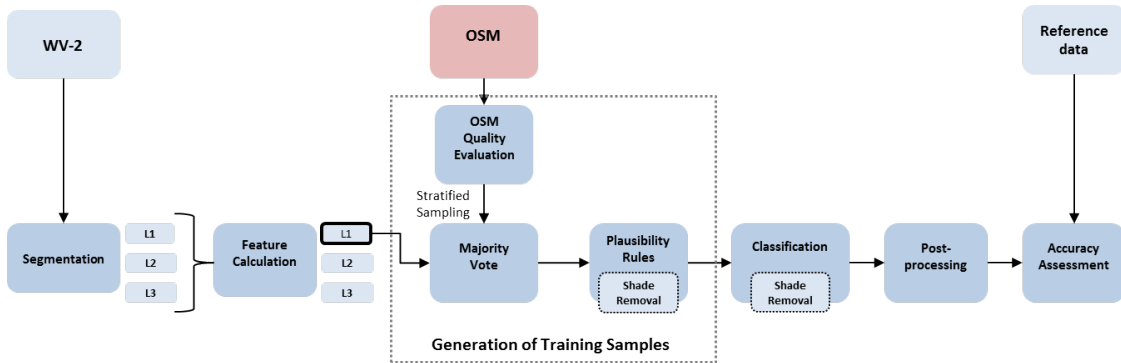 WV-2
OSM
Reference
data
OSM
Quality
Evaluation
Stratified
Sampling
Segmentation
L1
L2
L3
Feature
Calculation
L1
L2
L3
Majority
Vote
Plausibility
Rules
Shade
Removal
Classification
Shade
Removal
Post-
processing
Accuracy
Assessment
Generation of Training Samples